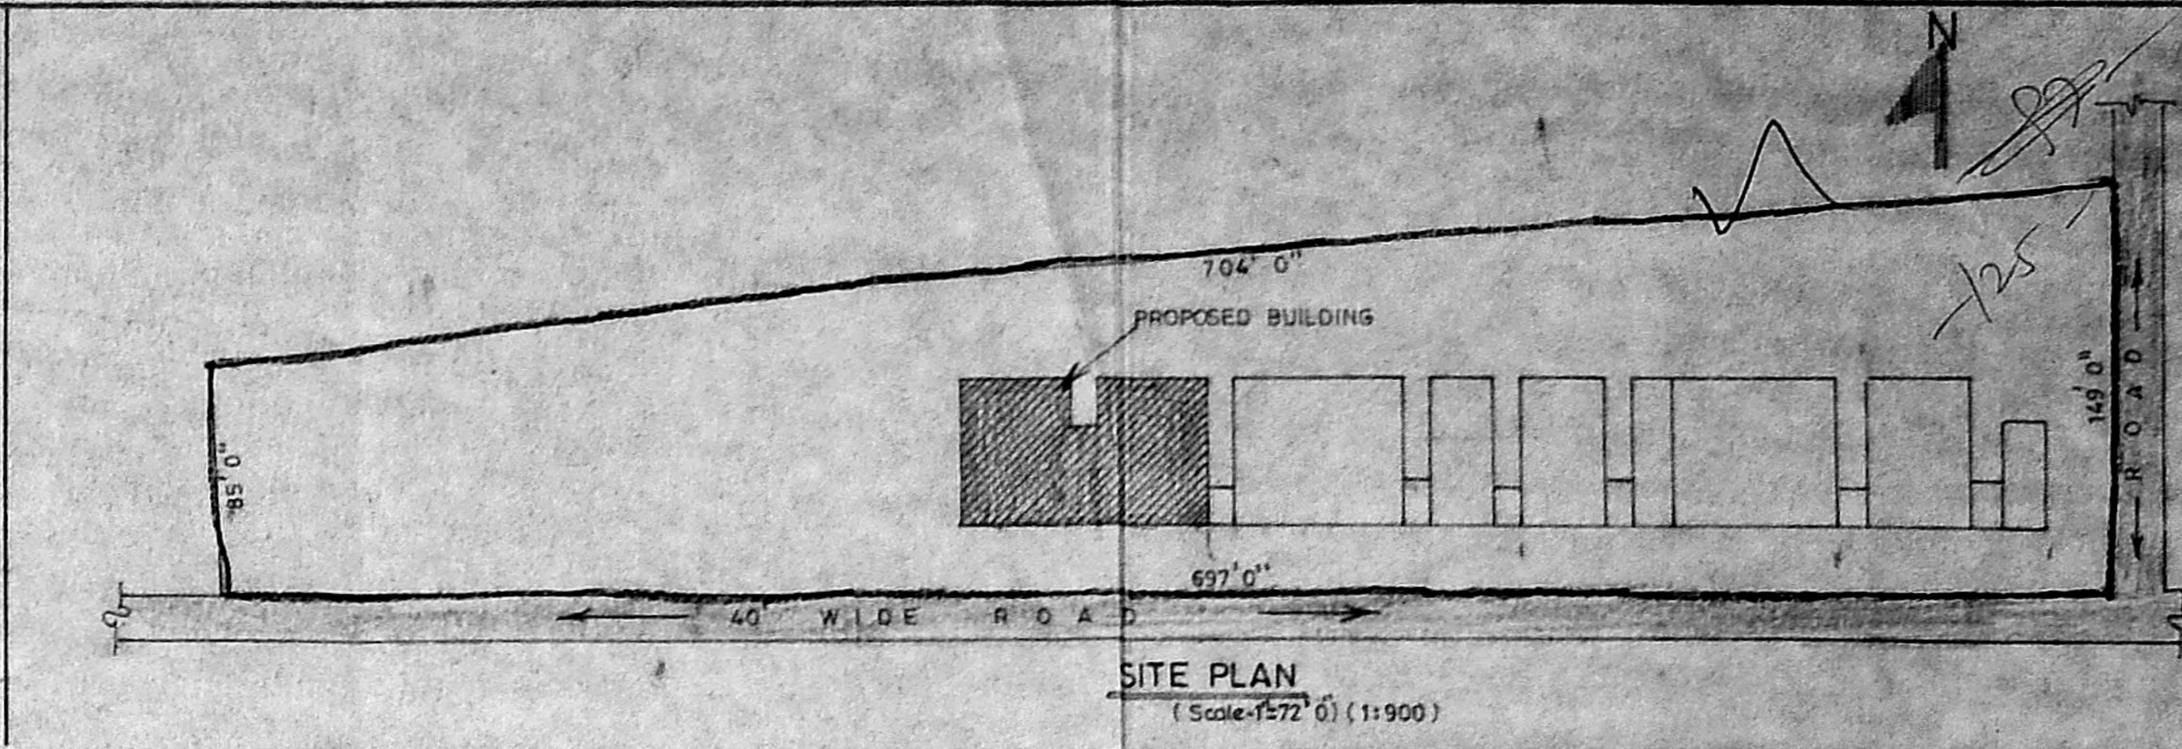 N
704' 0"
-125
PROPOSED BUILDING
149' 0"
ROAD
85' 0"
697' 0"
40' WIDE ROAD
SITE PLAN
(Scale-1"=72' 0") (1:900)